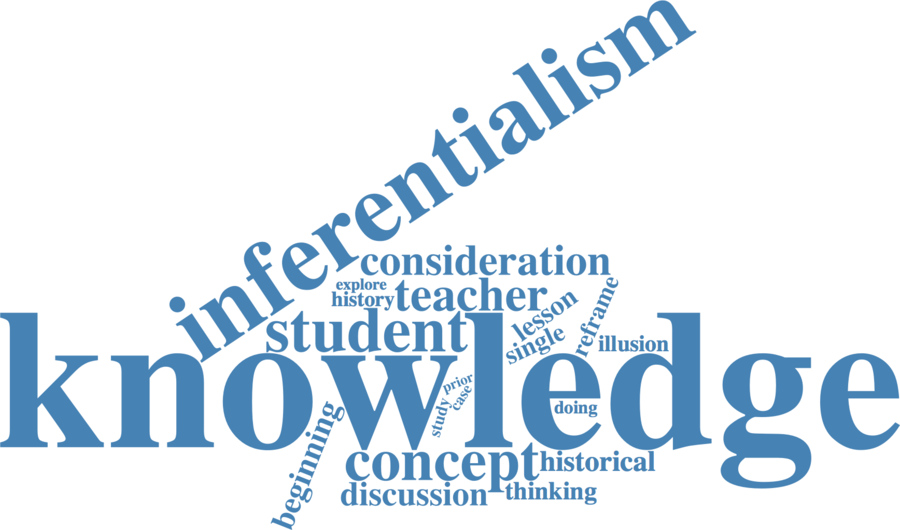 inferentialism
consideration
explore
history
teacher
lesson
reframe
student
single
illusion
knowledge
prior
case
study
doing
beginning
concept
historical
discussion
thinking